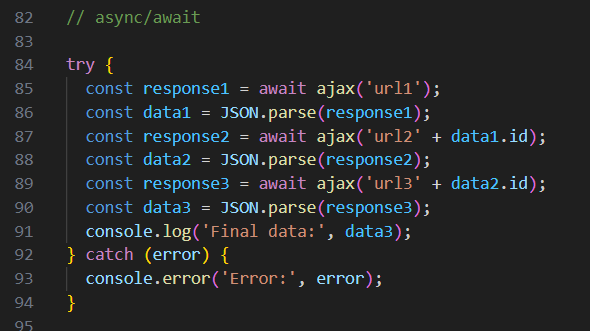 82 // async/await
83
84 try {
85   const response1 = await ajax('url1');
86   const data1 = JSON.parse(response1);
87   const response2 = await ajax('url2' + data1.id);
88   const data2 = JSON.parse(response2);
89   const response3 = await ajax('url3' + data2.id);
90   const data3 = JSON.parse(response3);
91   console.log('Final data:', data3);
92 } catch (error) {
93   console.error('Error:', error);
94 }
95